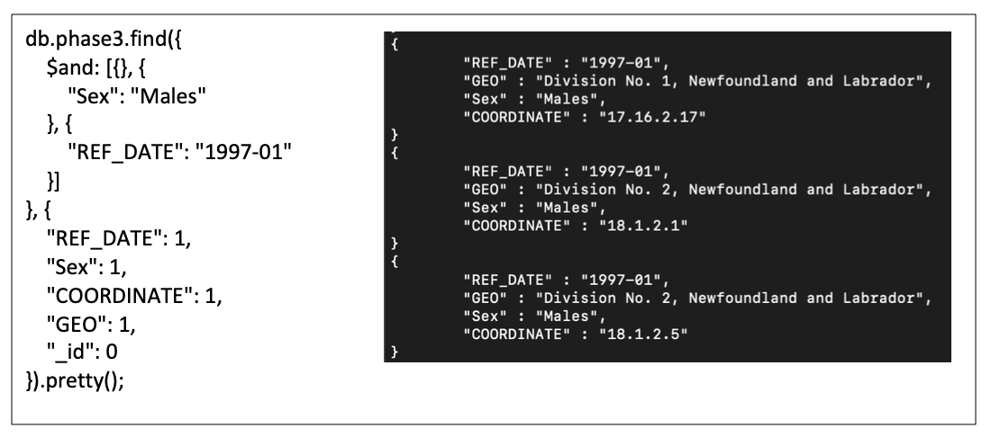 db.phase3.find({
$and: [{}, {
"Sex": "Males"
}, {
"REF_DATE": "1997-01"
}]
}, {
"REF_DATE": 1,
"Sex": 1,
"COORDINATE": 1,
"GEO": 1,
"_id": 0
}).pretty();
{
"REF_DATE" : "1997-01",
"GEO" : "Division No. 1, Newfoundland and Labrador",
"Sex" : "Males",
"COORDINATE" : "17.16.2.17"
}
{
"REF_DATE" : "1997-01",
"GEO" : "Division No. 2, Newfoundland and Labrador",
"Sex" : "Males",
"COORDINATE" : "18.1.2.1"
}
{
"REF_DATE" : "1997-01",
"GEO" : "Division No. 2, Newfoundland and Labrador",
"Sex" : "Males",
"COORDINATE" : "18.1.2.5"
}